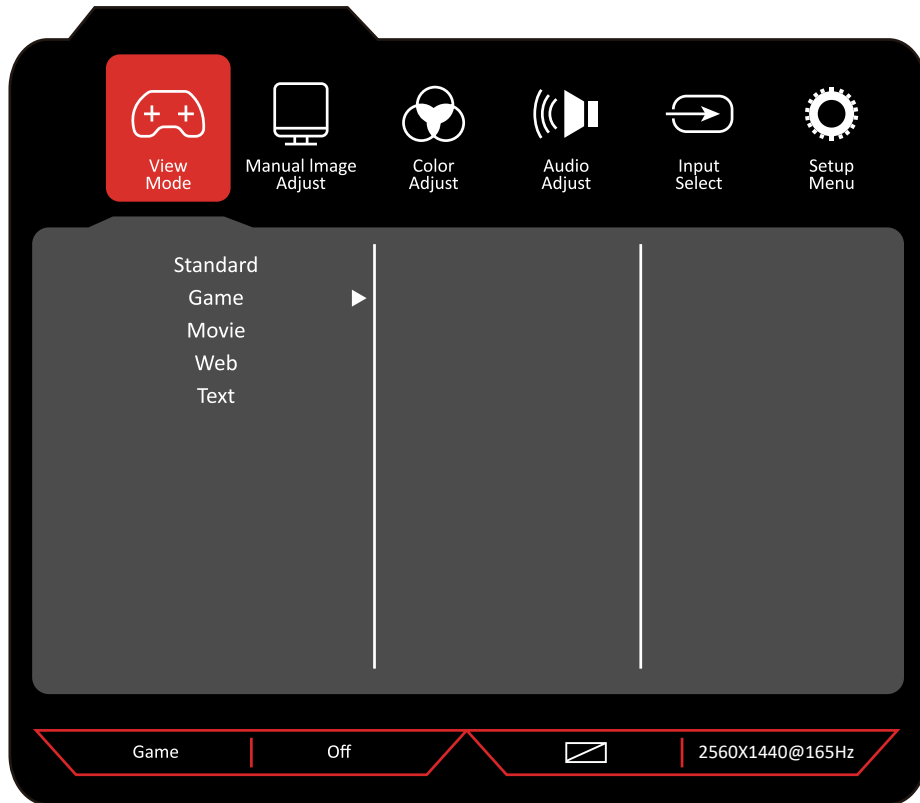 View
Mode
Manual Image
Adjust
Color
Adjust
Audio
Adjust
Input
Select
Setup
Menu
Standard
Game
Movie
Web
Text
Game
Off
2560X1440@165Hz